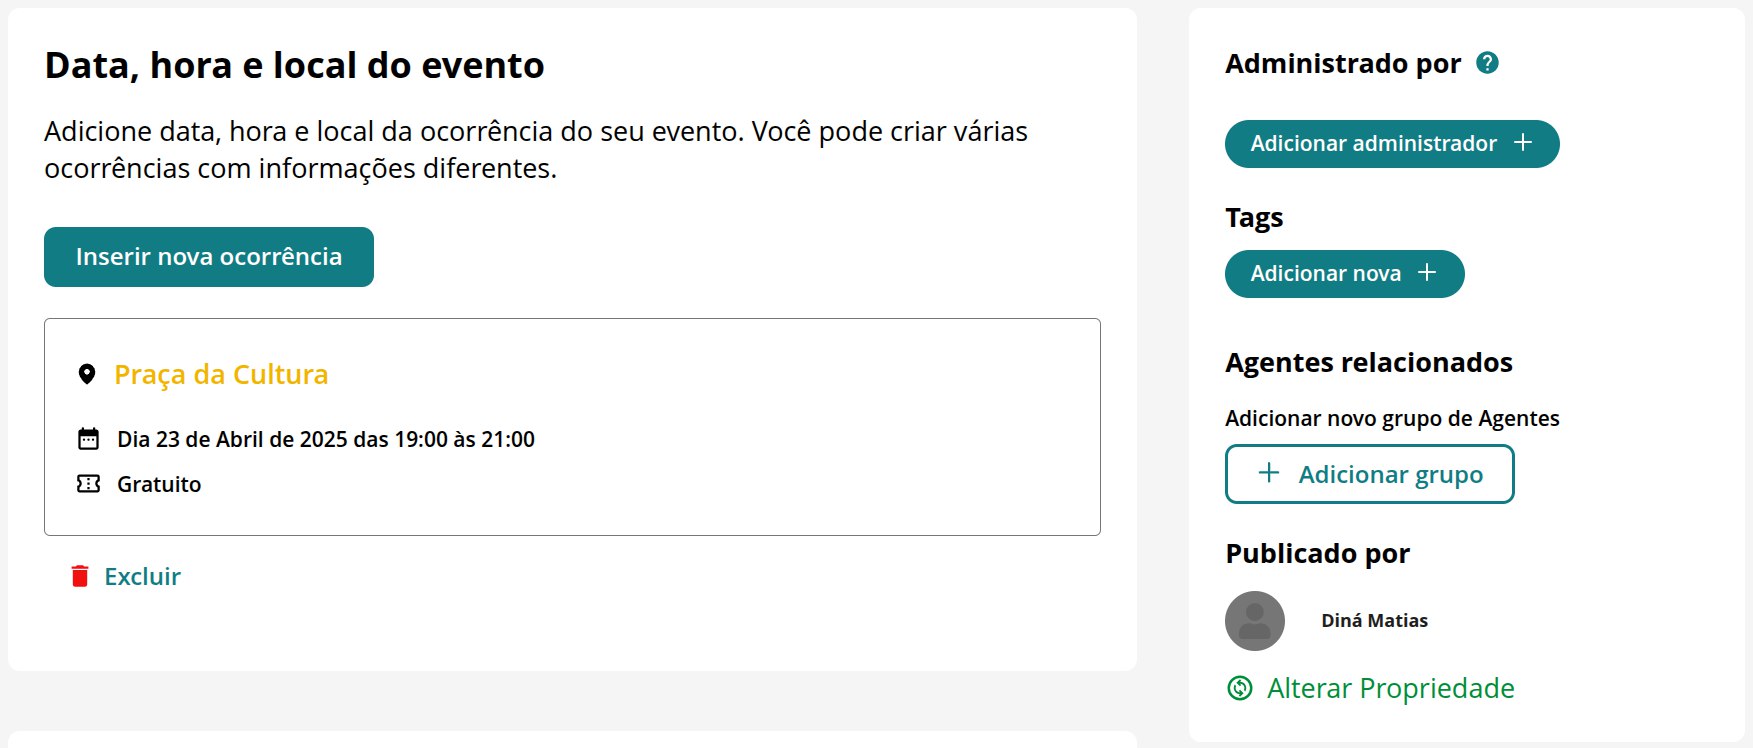 Data, hora e local do evento
Adicione data, hora e local da ocorrência do seu evento. Você pode criar várias
ocorrências com informações diferentes.
Inserir nova ocorrência
Praça da Cultura
Dia 23 de Abril de 2025 das 19:00 às 21:00
Gratuito
Excluir
Administrado por ?
Adicionar administrador +
Tags
Adicionar nova +
Agentes relacionados
Adicionar novo grupo de Agentes
+ Adicionar grupo
Publicado por
Diná Matias
Alterar Propriedade